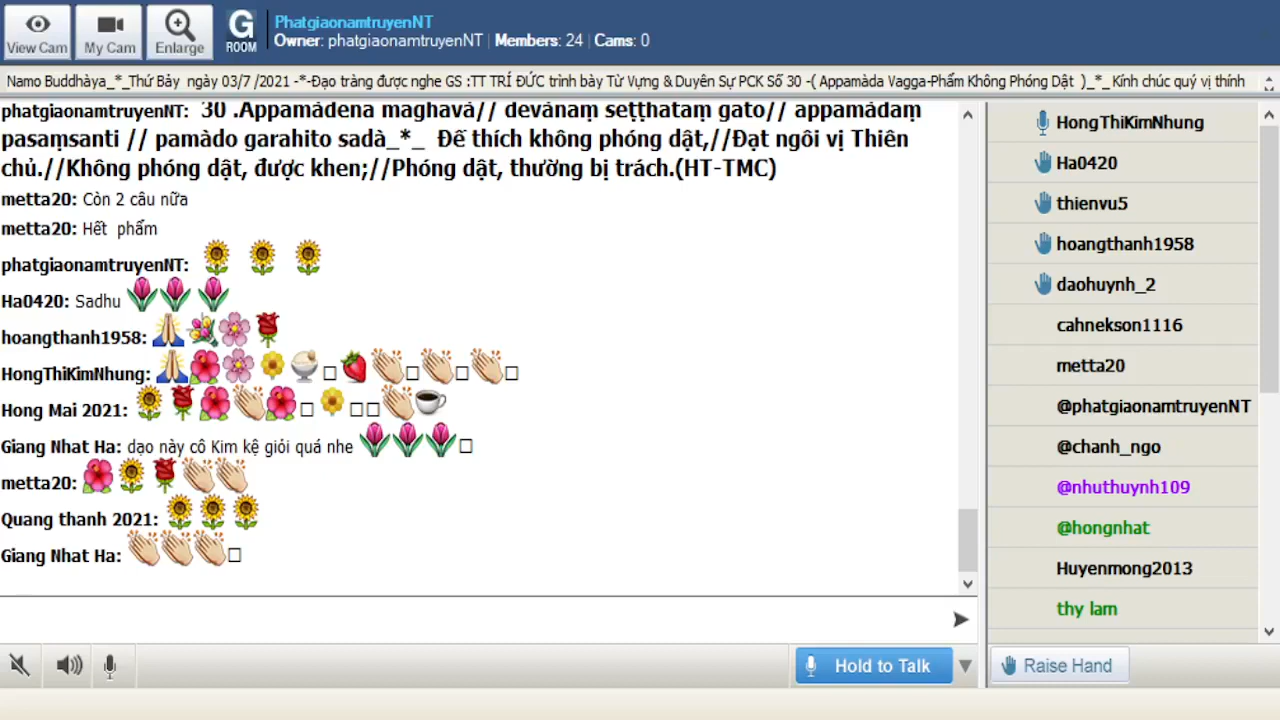 View Cam My Cam Enlarge G ROOM
PhatgiaonamtruyenNT
Owner: phatgiaonamtruyenNT | Members: 24 | Cams: 0
Namo Buddhàya_*_Thứ Bảy ngày 03/7 /2021 -*-Đạo tràng được nghe GS :TT TRÍ ĐỨC trình bày Từ Vựng & Duyên Sự PCK Số 30 -( Appamàda Vagga-Phẩm Không Phóng Dật )_*_Kính chúc quý vị thính
phatgiaonamtruyenNT: 30 .Appamàdena maghavà// devànaṃ seṭṭhataṃ gato// appamàdaṃ
pasaṃsanti // pamàdo garahito sadà_*_ Đế thích không phóng dật,//Đạt ngôi vị Thiên
chủ.//Không phóng dật, được khen;//Phóng dật, thường bị trách.(HT-TMC)
metta20: Còn 2 câu nữa
metta20: Hết phẩm
phatgiaonamtruyenNT: 🌻 🌻 🌻
Ha0420: Sadhu 🌷🌷 🌷
hoangthanh1958: 🙏💐🌸🌹
HongThiKimNhung: 🙏🌺🌸🌼🍨□🍓👏□👏□👏□
Hong Mai 2021: 🌻🌹🌺👏🌺□🌼□□👏☕
Giang Nhat Ha: dạo này cô Kim kệ giỏi quá nhe 🌷🌷🌷□
metta20: 🌺🌻🌹👏👏
Quang thanh 2021: 🌻🌻🌻
Giang Nhat Ha: 👏👏👏□
Hold to Talk
HongThiKimNhung
Ha0420
thienvu5
hoangthanh1958
daohuynh_2
cahnekson1116
metta20
@phatgiaonamtruyenNT
@chanh_ngo
@nhuthuynh109
@hongnhat
Huyenmong2013
thy lam
Raise Hand